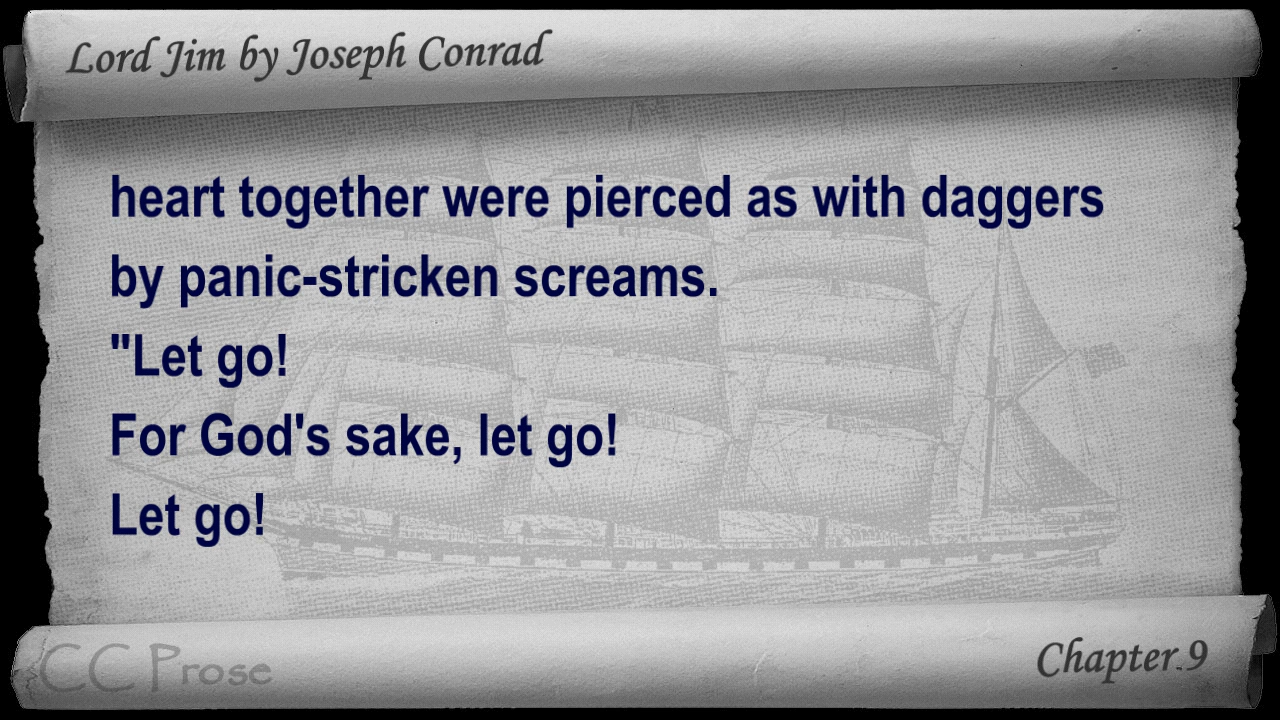 Lord Jim by Joseph Conrad
heart together were pierced as with daggers
by panic-stricken screams.
"Let go!
For God's sake, let go!
Let go!
CC Prose
Chapter 9